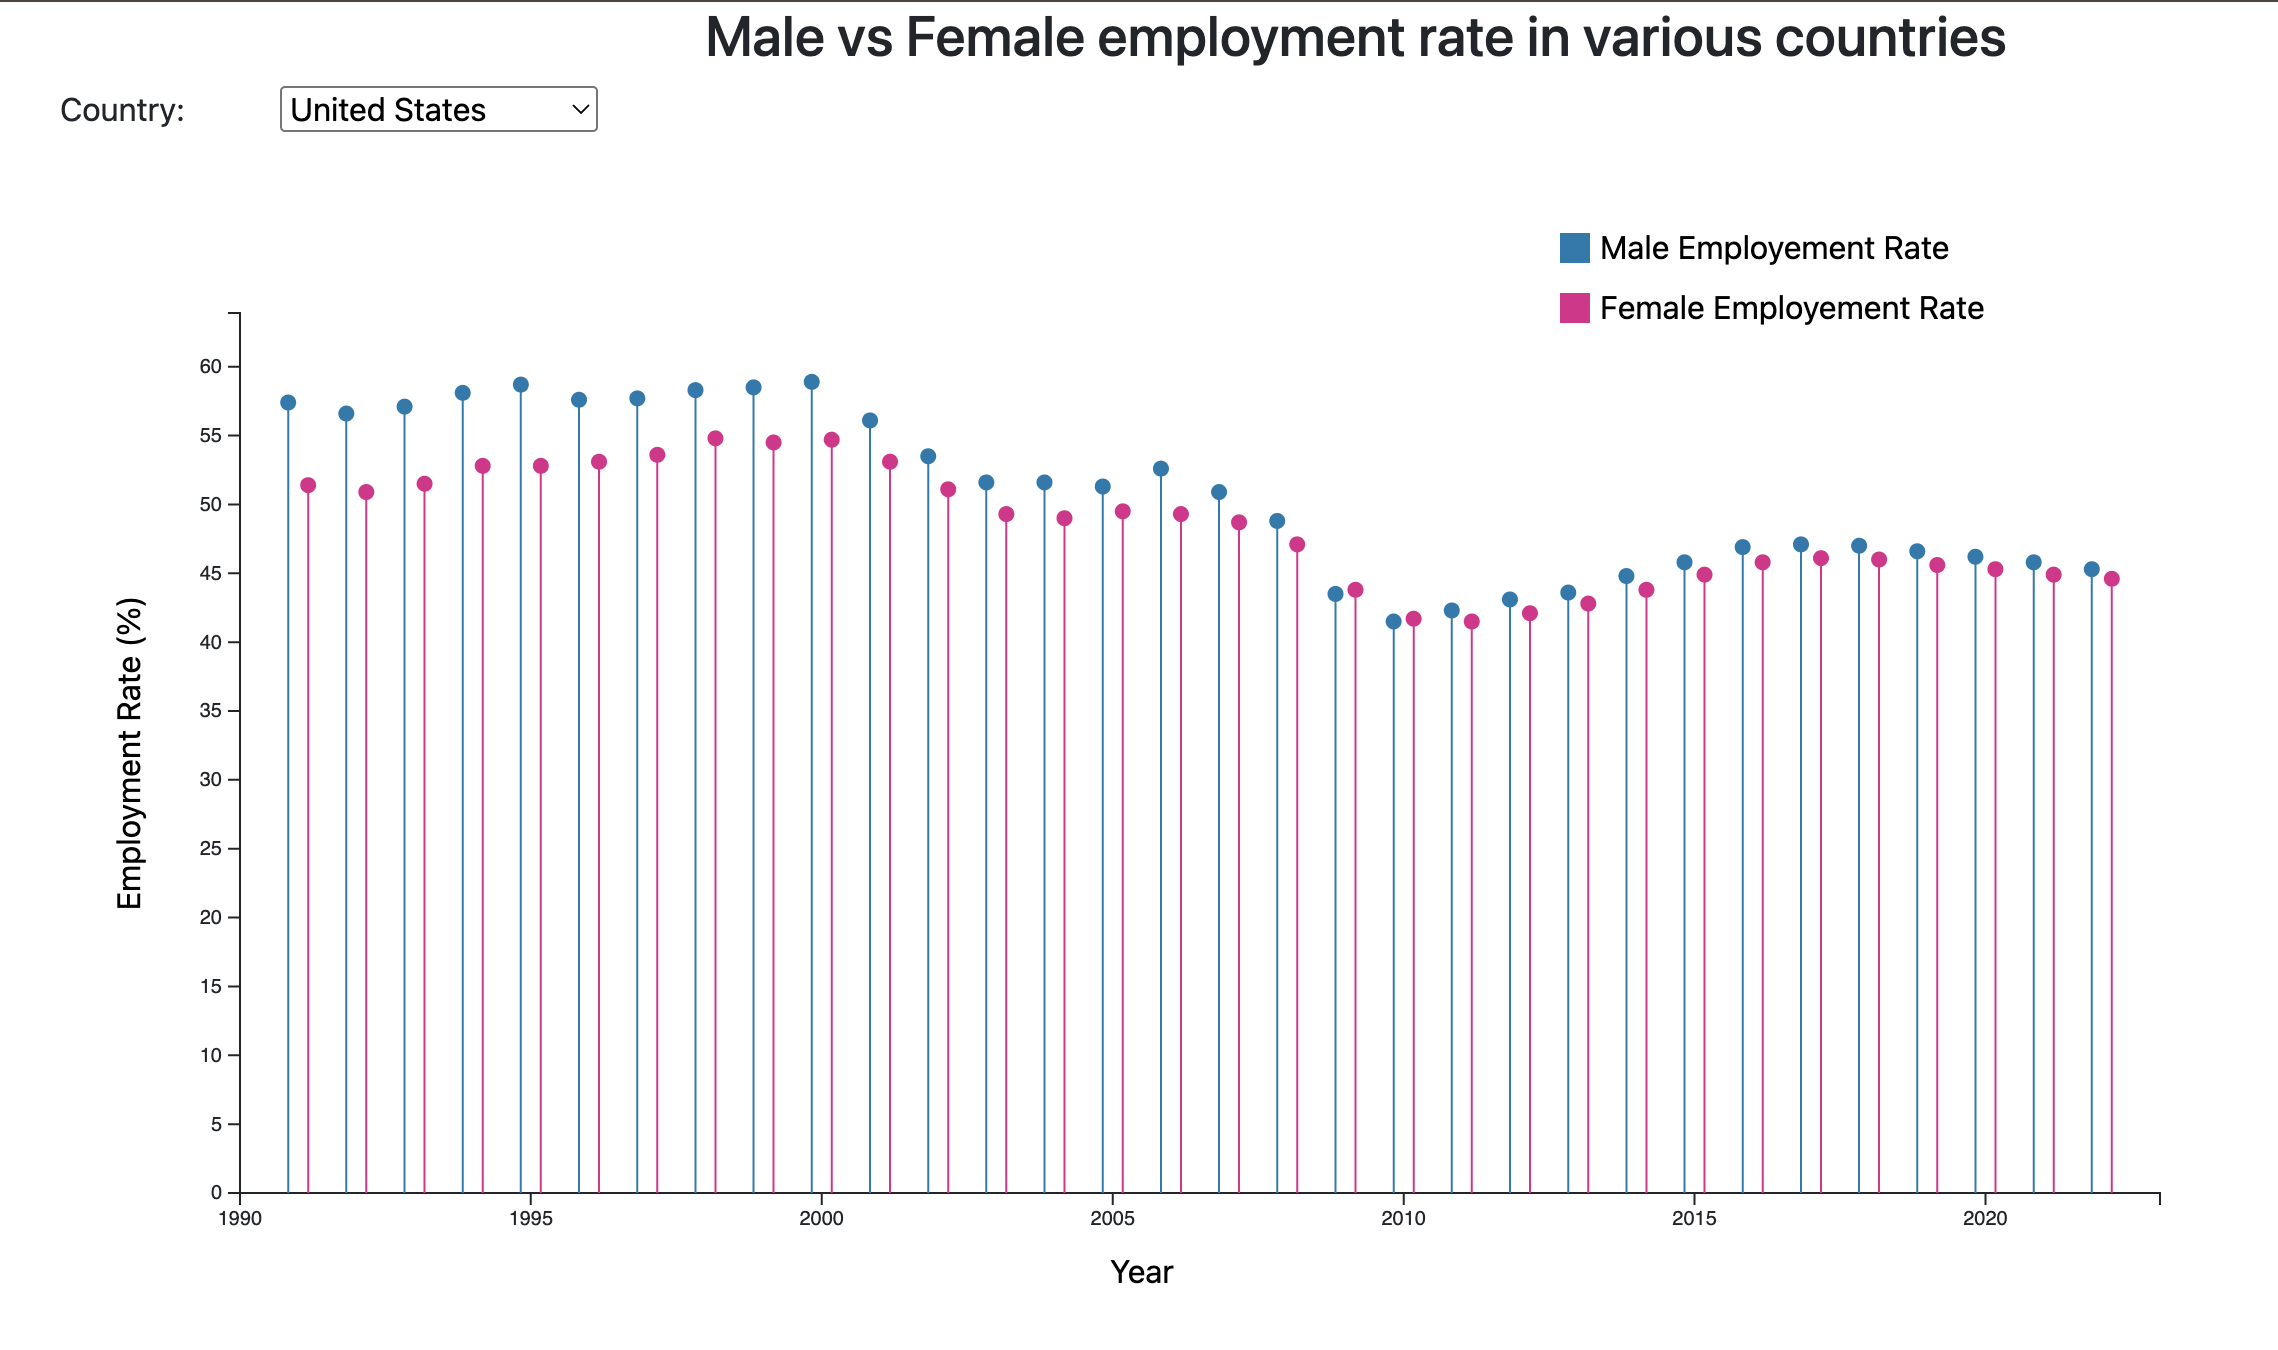 Male vs Female employment rate in various countries
Country:
United States
Male Employement Rate
Female Employement Rate
60
55
50
45
40
35
30
25
20
15
10
5
0
Employment Rate (%)
1990 1995 2000 2005 2010 2015 2020
Year